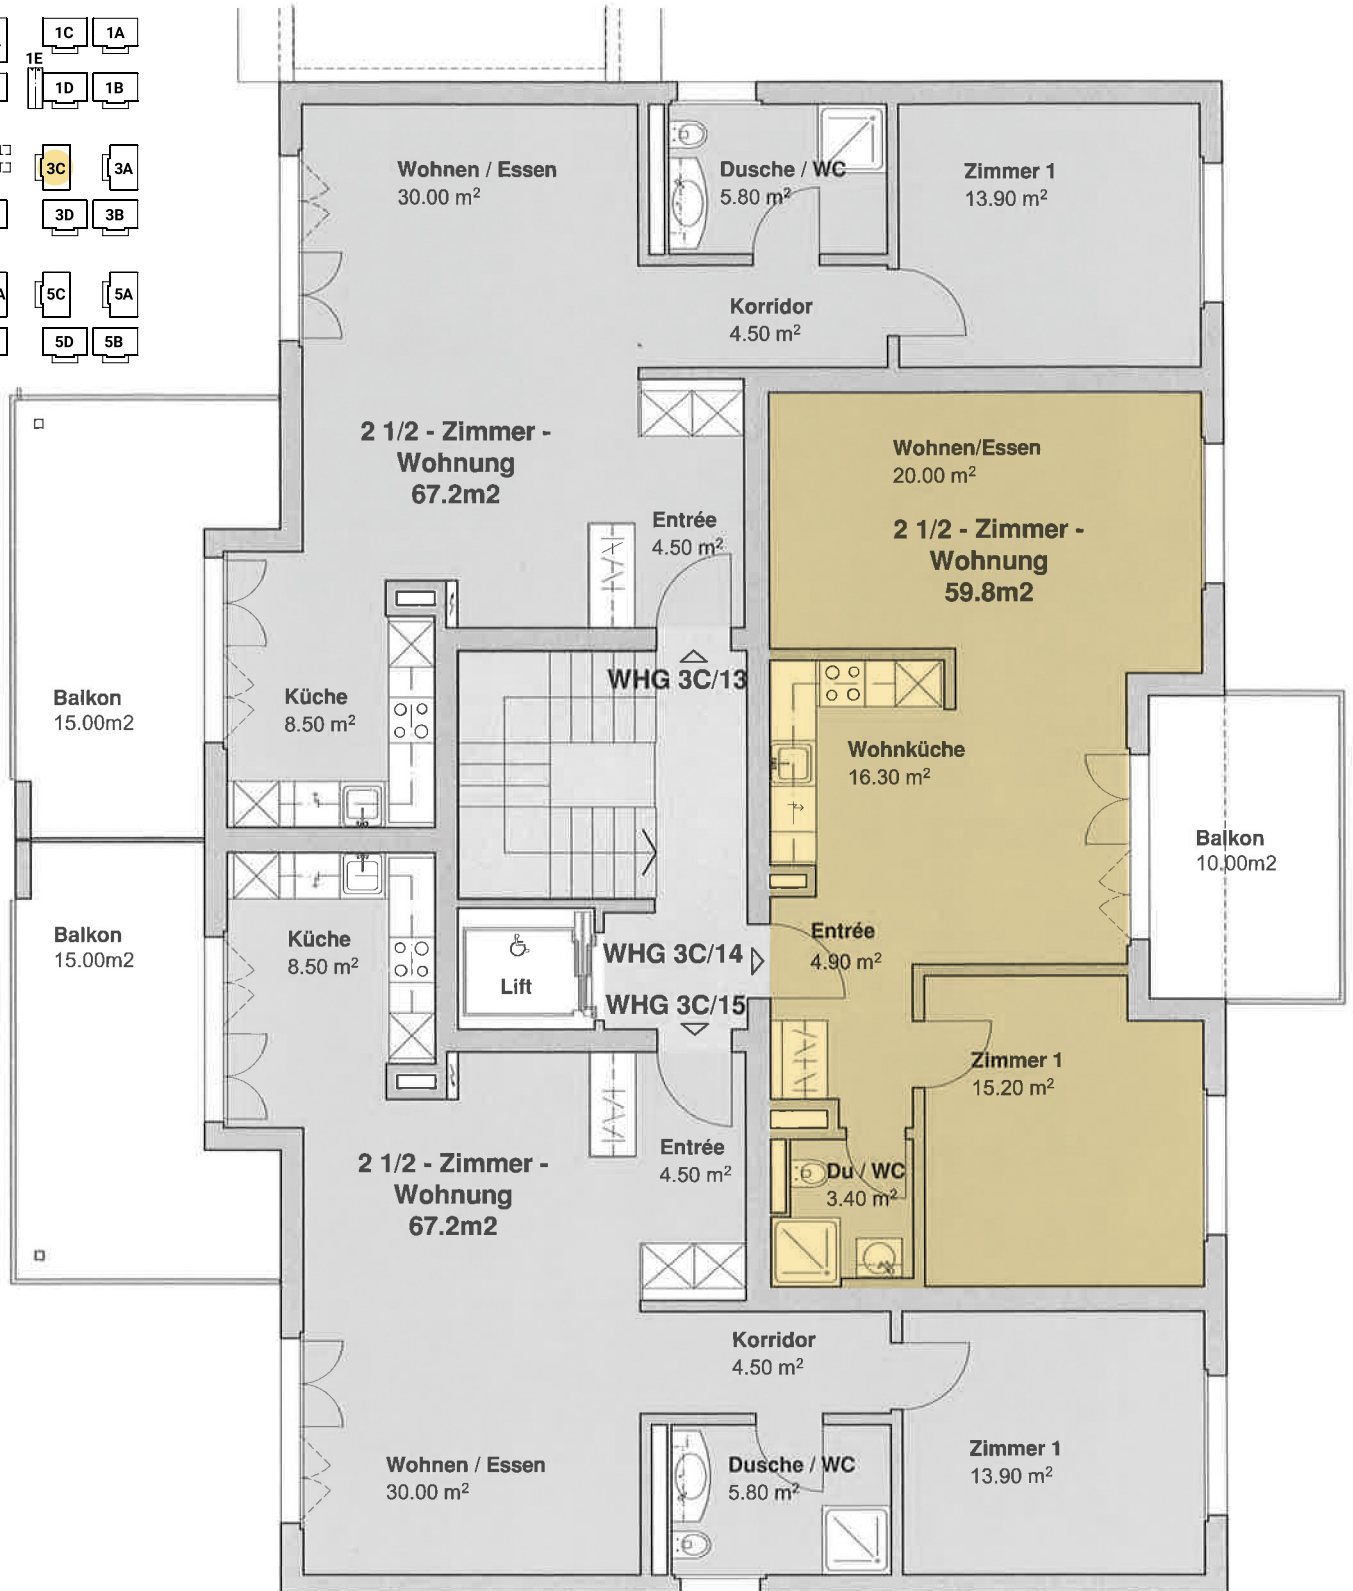 1C 1A
1E
1D 1B
3C 3A
3D 3B
5C 5A
5D 5B
Wohnen / Essen
30.00 m²
Dusche / WC
5.80 m²
Zimmer 1
13.90 m²
Korridor
4.50 m²
2 1/2 - Zimmer -
Wohnung
67.2m2
Entrée
4.50 m²
Wohnen/Essen
20.00 m²
2 1/2 - Zimmer -
Wohnung
59.8m2
Balkon
15.00m2
Küche
8.50 m²
WHG 3C/13
Wohnküche
16.30 m²
Balkon
10.00m2
Balkon
15.00m2
Küche
8.50 m²
Lift
WHG 3C/14
WHG 3C/15
Entrée
4.90 m²
Zimmer 1
15.20 m²
2 1/2 - Zimmer -
Wohnung
67.2m2
Entrée
4.50 m²
Du / WC
3.40 m²
Korridor
4.50 m²
Wohnen / Essen
30.00 m²
Dusche / WC
5.80 m²
Zimmer 1
13.90 m²